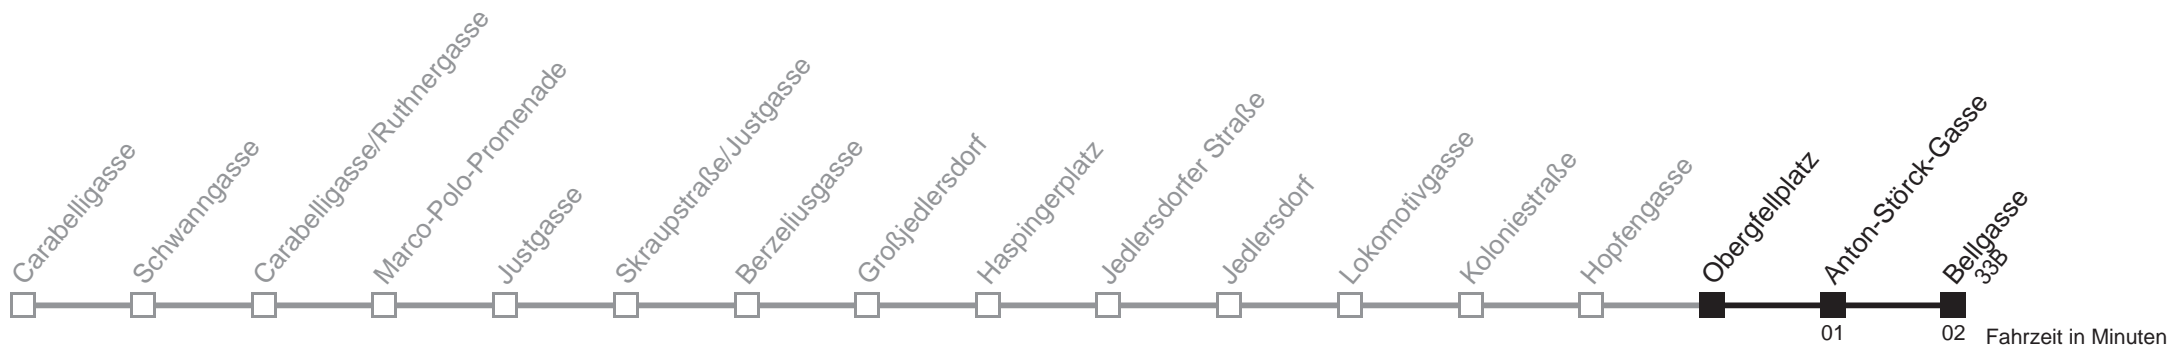 Carabelligasse
Schwanngasse
Carabelligasse/Ruthnergasse
Marco-Polo-Promenade
Justgasse
Skraupstraße/Justgasse
Berzeliusgasse
Großjedlersdorf
Haspingerplatz
Jedlersdorfer Straße
Jedlersdorf
Lokomotivgasse
Koloniestraße
Hopfengasse
Obergfellplatz
Anton-Störck-Gasse
Bellgasse
33B
01
02
Fahrzeit in Minuten